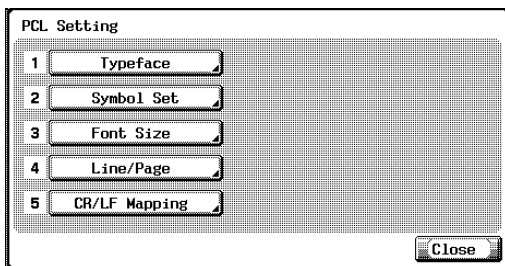 PCL Setting
1 Typeface
2 Symbol Set
3 Font Size
4 Line/Page
5 CR/LF Mapping
Close